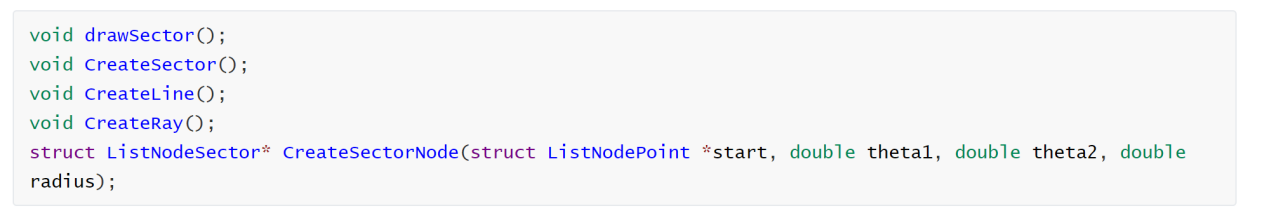 void drawSector();
void CreateSector();
void CreateLine();
void CreateRay();
struct ListNodeSector* CreateSectorNode(struct ListNodePoint *start, double theta1, double theta2, double
radius);